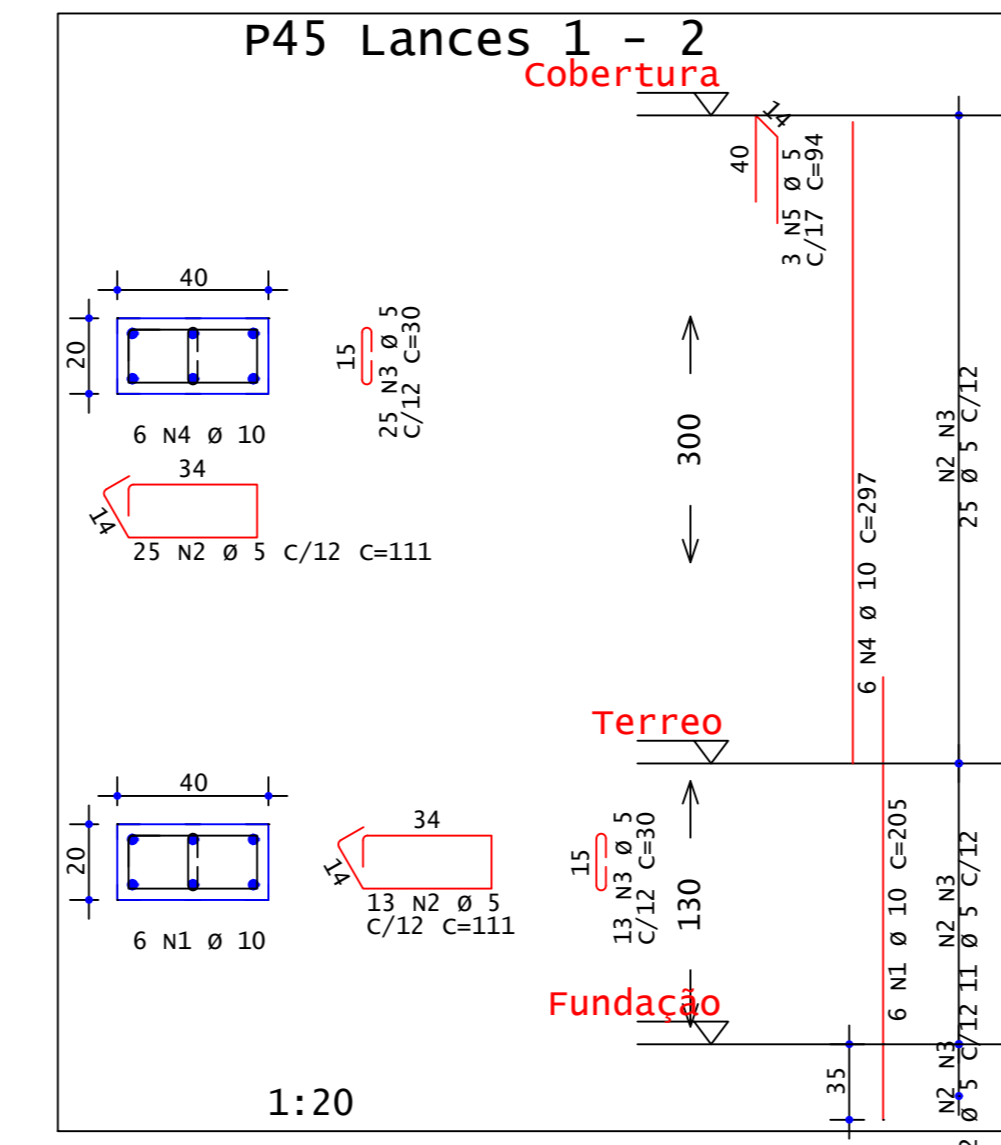 P45 Lances 1 - 2
Cobertura
14
40
3 N5 Ø 5
C/17 C=94
40
20
6 N4 Ø 10
15
25 N3 Ø 5
C/12 C=30
34
14
25 N2 Ø 5 C/12 C=111
300
6 N4 Ø 10 C=297
N2 N3
25 Ø 5 C/12
Terreo
40
20
6 N1 Ø 10
34
14
13 N2 Ø 5
C/12 C=111
15
13 N3 Ø 5
C/12 C=30
130
6 N1 Ø 10 C=205
N2 N3
11 Ø 5 C/12
Fundação
35
N2 N3
2 Ø 5 C/12
1:20